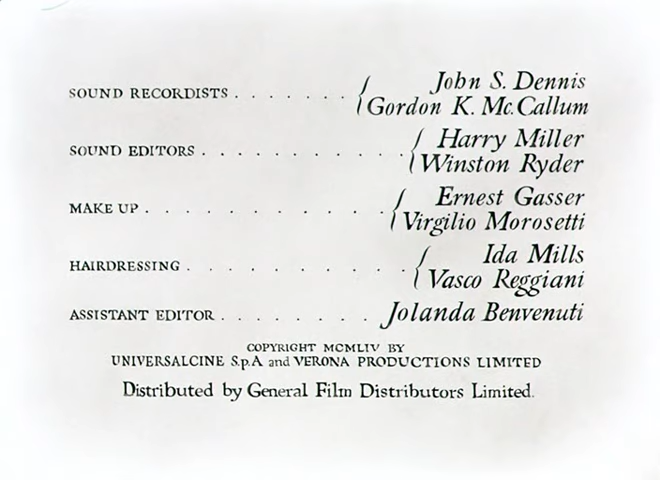 SOUND RECORDISTS . . . . . . . { John S. Dennis
Gordon K. Mc.Callum
SOUND EDITORS . . . . . . . . . . { Harry Miller
Winston Ryder
MAKE UP . . . . . . . . . . . . { Ernest Gasser
Virgilio Morosetti
HAIRDRESSING . . . . . . . . . . { Ida Mills
Vasco Reggiani
ASSISTANT EDITOR . . . . . . . . Jolanda Benvenuti
COPYRIGHT MCMLIV BY
UNIVERSALCINE S.p.A and VERONA PRODUCTIONS LIMITED
Distributed by General Film Distributors Limited.